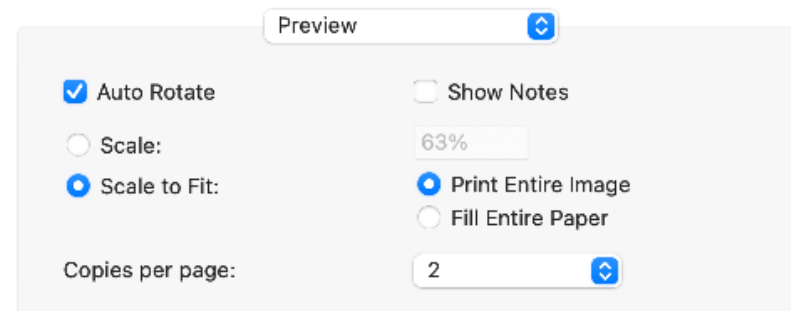 Preview
Auto Rotate
Show Notes
Scale:
63%
Scale to Fit:
Print Entire Image
Fill Entire Paper
Copies per page:
2